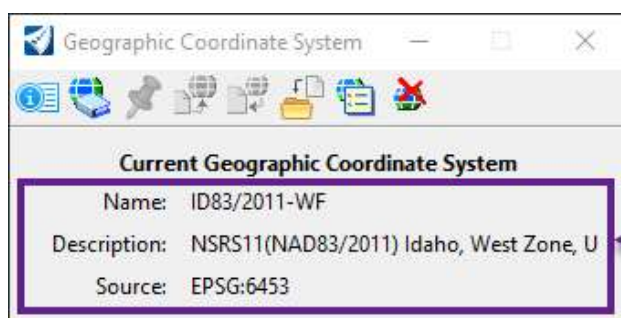 Geographic Coordinate System
Current Geographic Coordinate System
Name: ID83/2011-WF
Description: NSRS11(NAD83/2011) Idaho, West Zone, U
Source: EPSG:6453